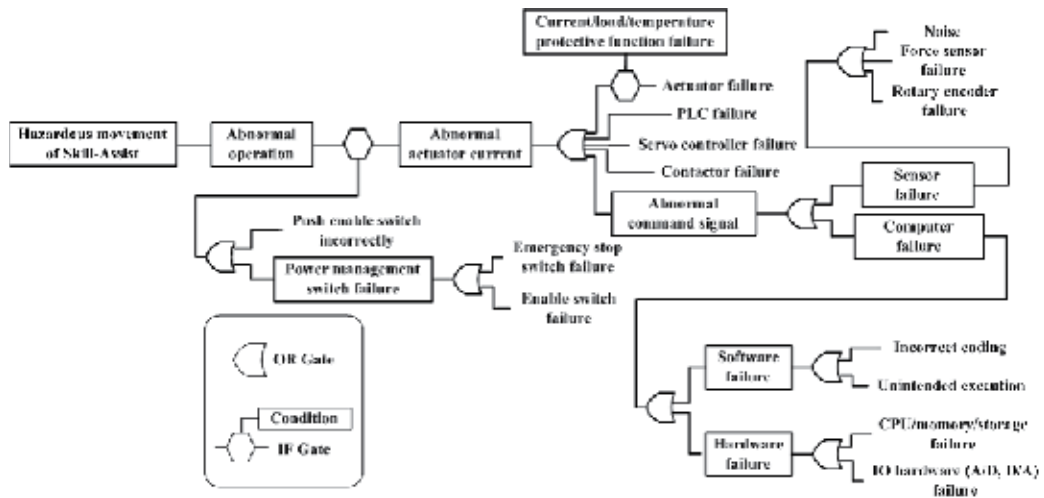 Current/load/temperature
protective function failure
Actuator failure
PLC failure
Servo controller failure
Contactor failure
Noise
Force sensor
failure
Rotary encoder
failure
Hazardous movement
of Skill-Assist
Abnormal
operation
Abnormal
actuator current
Abnormal
command signal
Sensor
failure
Computer
failure
Push enable switch
incorrectly
Power management
switch failure
Emergency stop
switch failure
Enable switch
failure
OR Gate
Condition
IF Gate
Software
failure
Incorrect coding
Unintended execution
Hardware
failure
CPU/memory/storage
failure
IO hardware (A/D, D/A)
failure